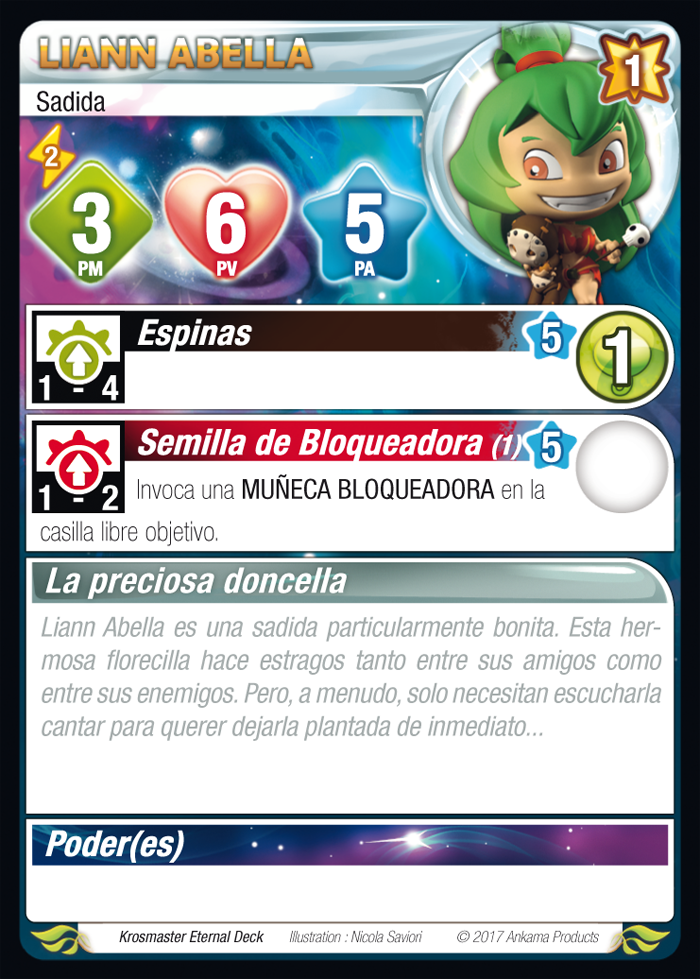 LIANN ABELLA
1
Sadida
2
3
PM
6
PV
5
PA
Espinas
5
1
1 - 4
Semilla de Bloqueadora (1)
5
1 - 2
Invoca una MUÑECA BLOQUEADORA en la
casilla libre objetivo.
La preciosa doncella
Liann Abella es una sadida particularmente bonita. Esta her-
mosa florecilla hace estragos tanto entre sus amigos como
entre sus enemigos. Pero, a menudo, solo necesitan escucharla
cantar para querer dejarla plantada de inmediato...
Poder(es)
Krosmaster Eternal Deck Illustration : Nicola Saviori © 2017 Ankama Products